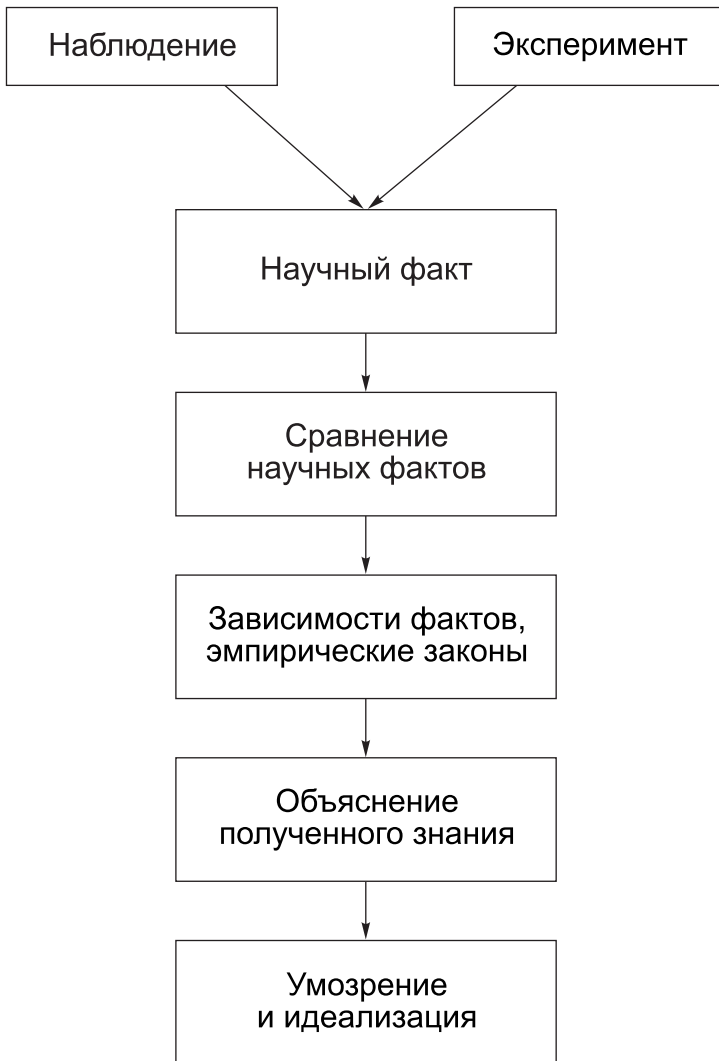 Наблюдение
Эксперимент
Научный факт
Сравнение
научных фактов
Зависимости фактов,
эмпирические законы
Объяснение
полученного знания
Умозрение
и идеализация